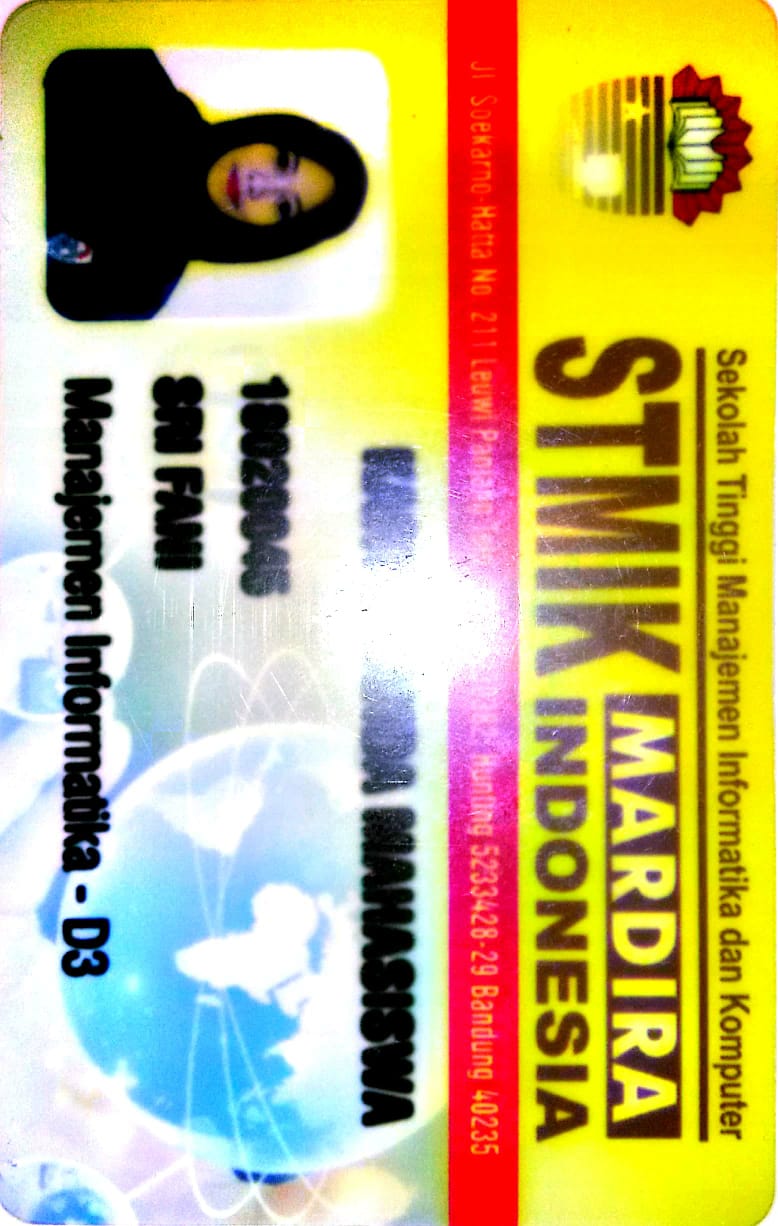 Sekolah Tinggi Manajemen Informatika dan Komputer
STMIK MARDIRA
INDONESIA
Jl. Soekarno-Hatta No. 211 Leuwi Hunting 5233428-29 Bandung 40235
MAHASISWA
SRI FANI
Manajemen Informatika - D3